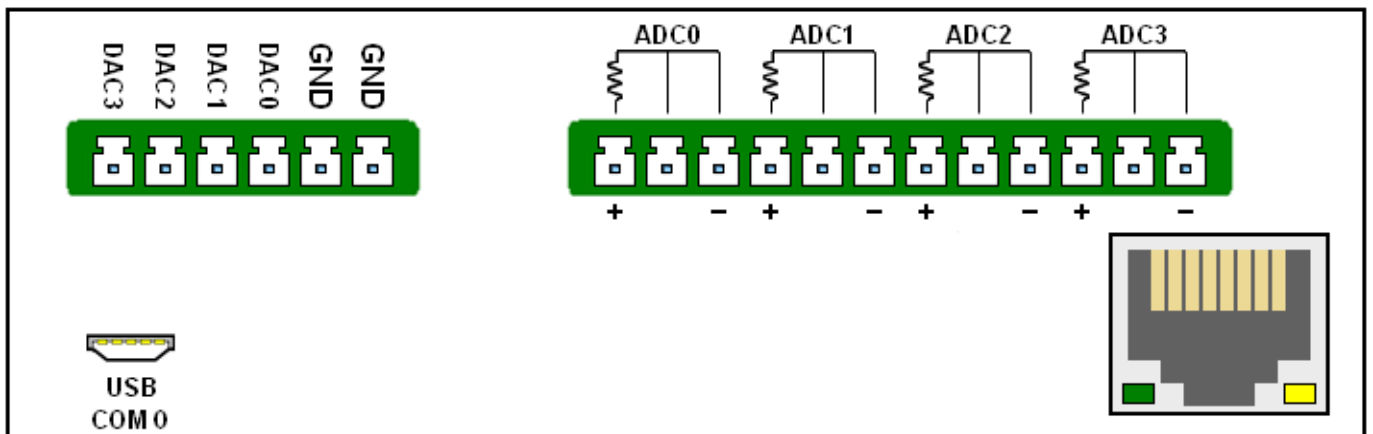 DAC3 DAC2 DAC1 DAC0 GND GND
ADC0 ADC1 ADC2 ADC3
+ − + − + − + −
USB
COM 0